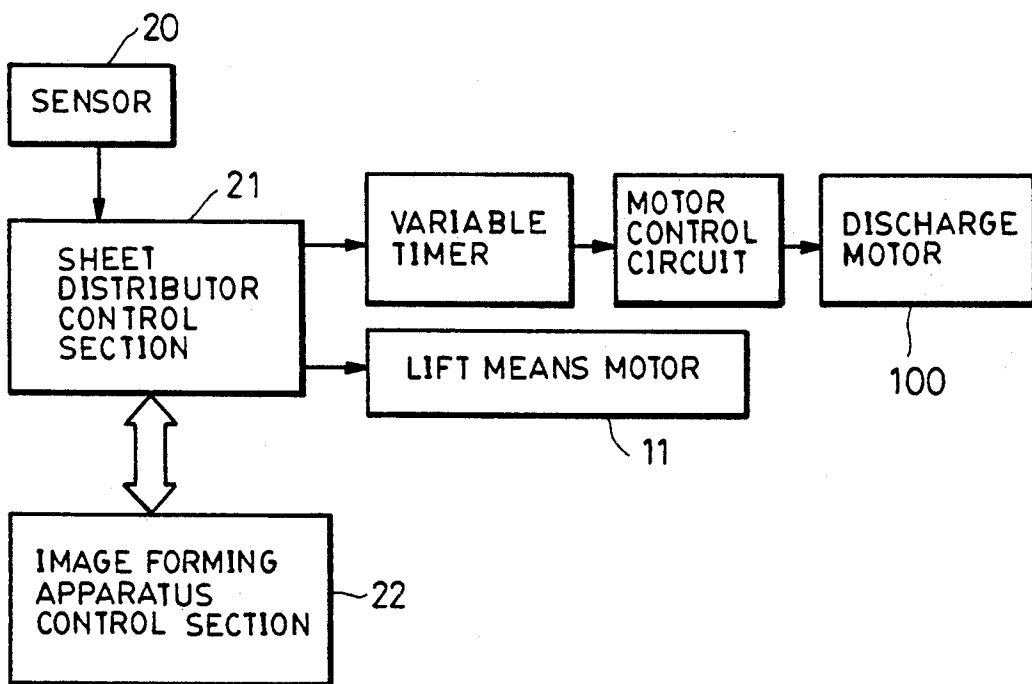 20
SENSOR
21
SHEET
DISTRIBUTOR
CONTROL
SECTION
VARIABLE
TIMER
MOTOR
CONTROL
CIRCUIT
DISCHARGE
MOTOR
100
LIFT MEANS MOTOR
11
IMAGE FORMING
APPARATUS
CONTROL SECTION
22